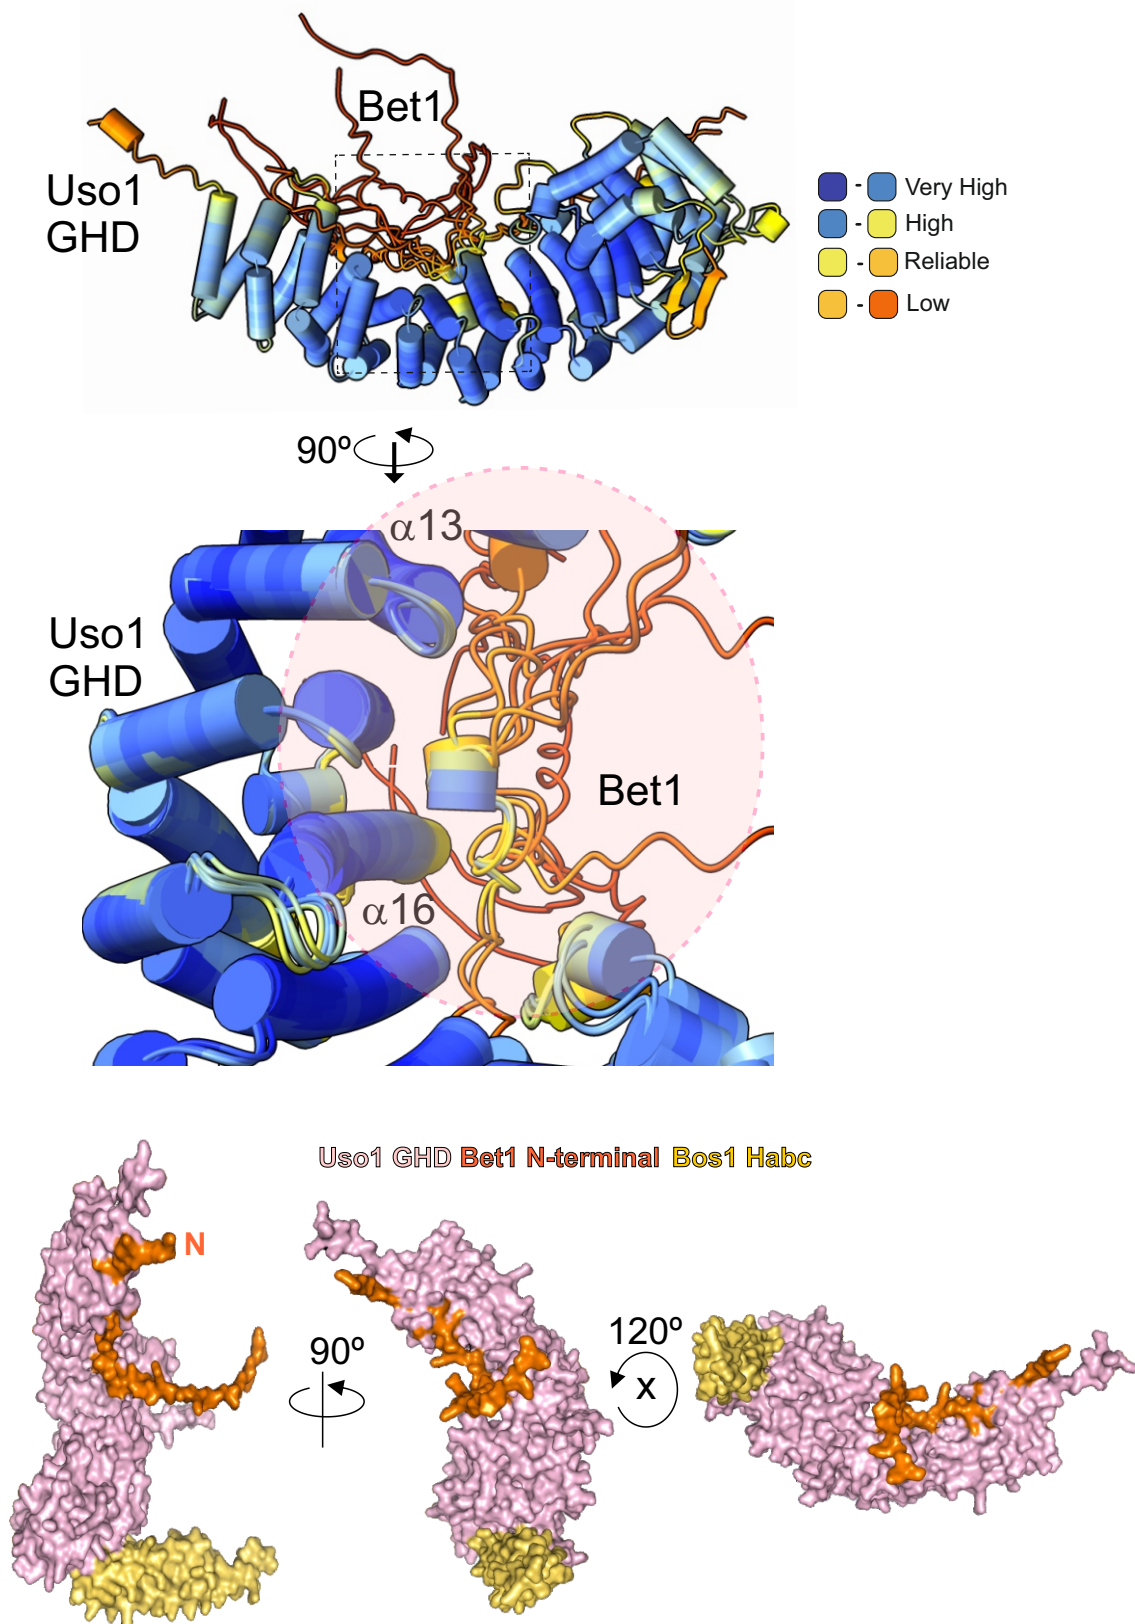 Bet1
Uso1
GHD
- Very High
- High
- Reliable
- Low
90º
α13
Uso1
GHD
Bet1
α16
Uso1 GHD Bet1 N-terminal Bos1 Habc
N
90º
120º
x